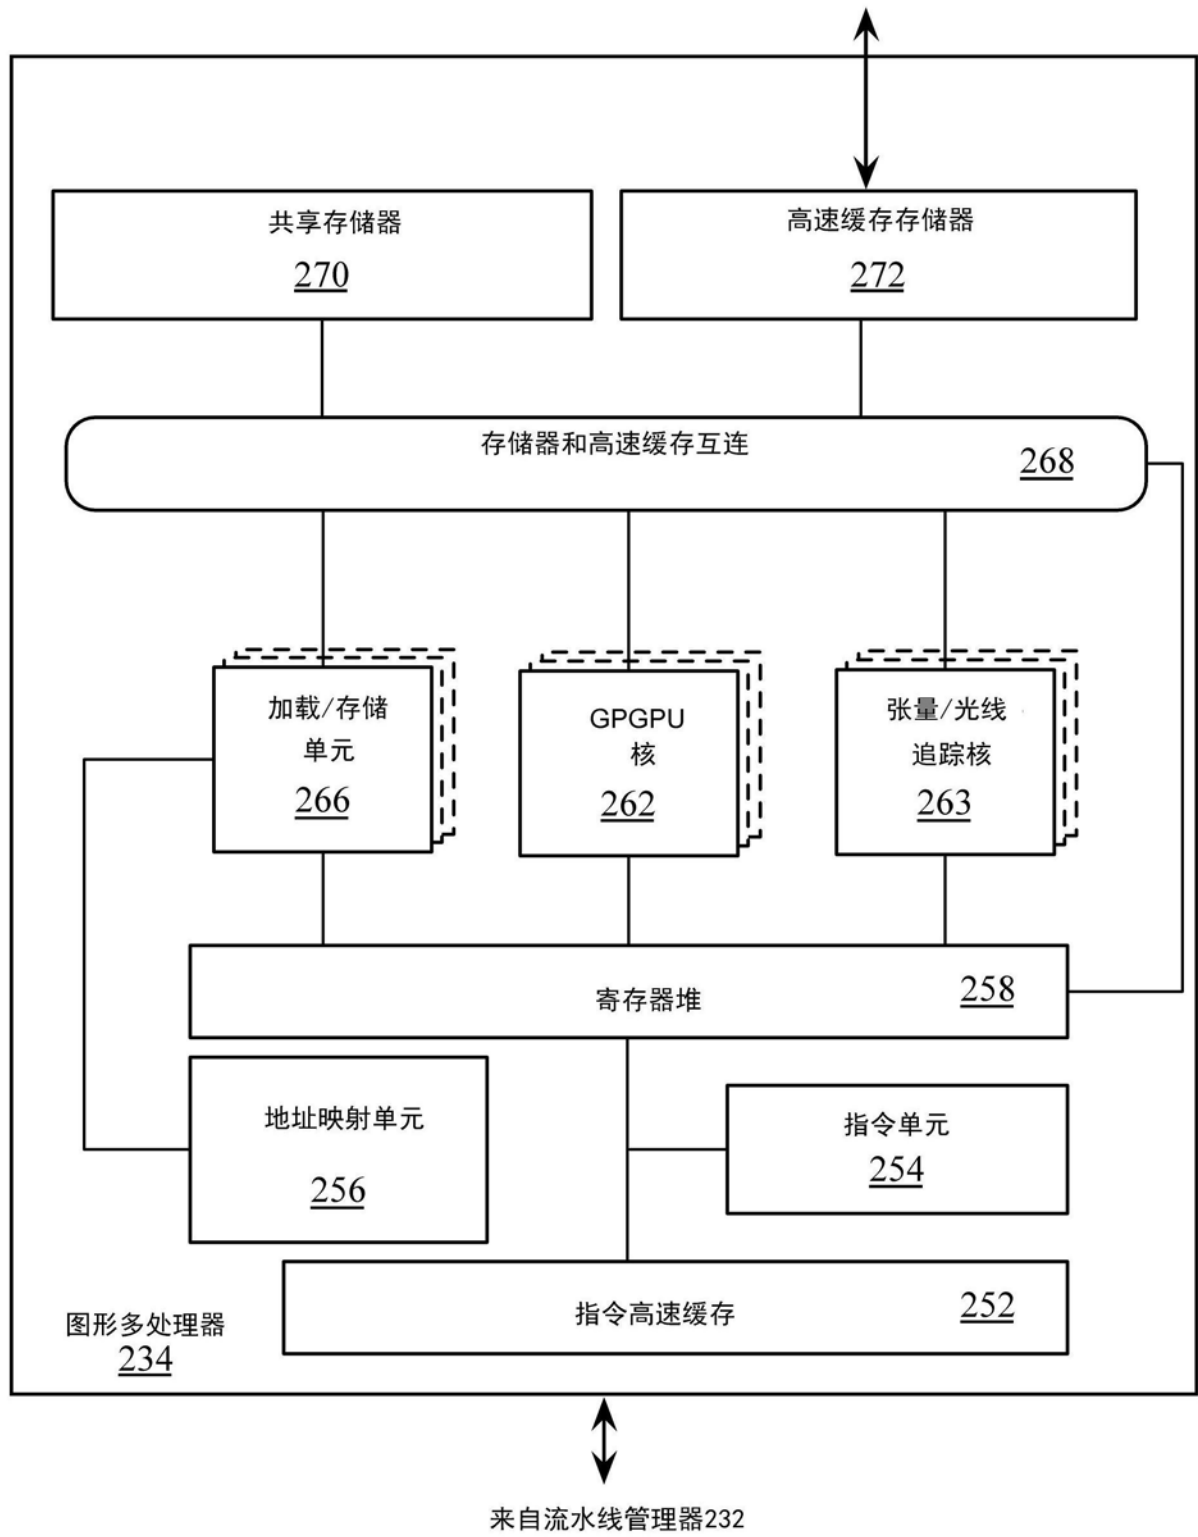 共享存储器
270
高速缓存存储器
272
存储器和高速缓存互连
268
加载/存储
单元
266
GPGPU
核
262
张量/光线
追踪核
263
寄存器堆
258
地址映射单元
256
指令单元
254
指令高速缓存
252
图形多处理器
234
来自流水线管理器232